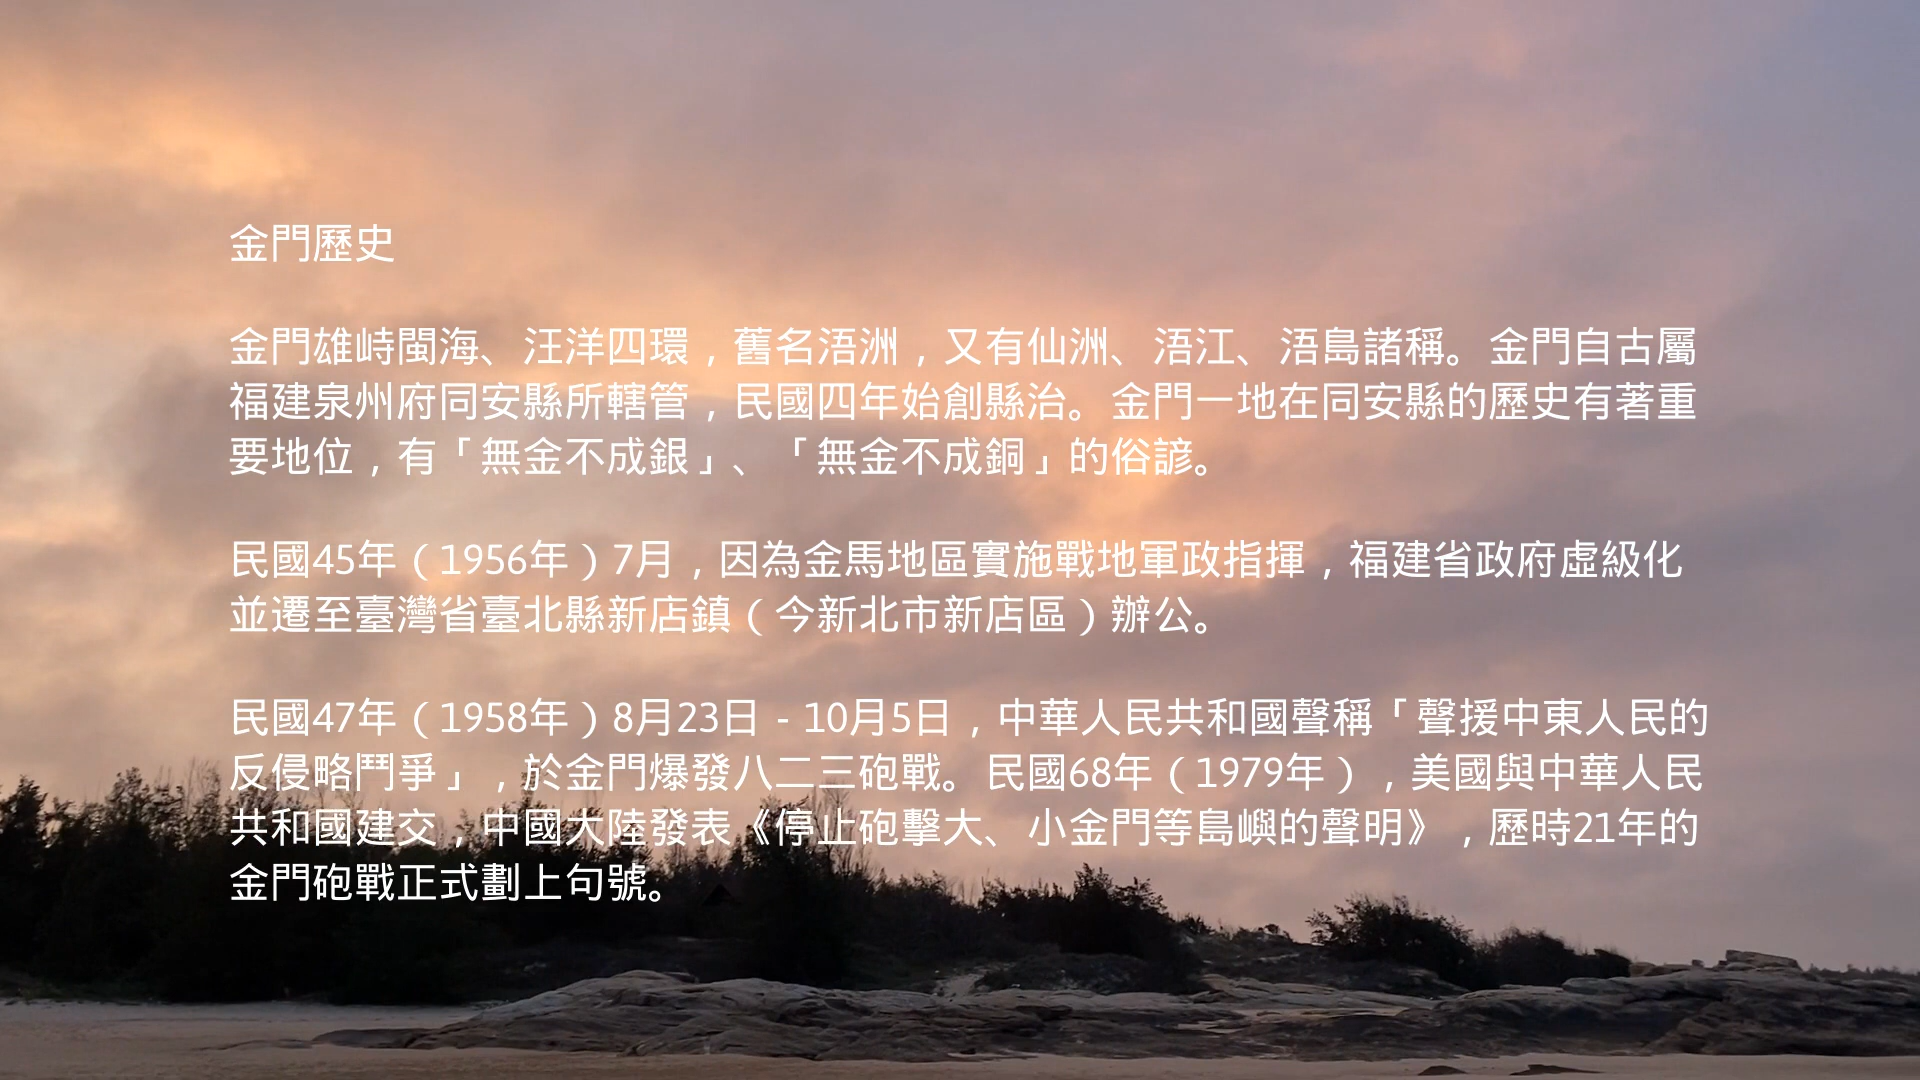 金門歷史
金門雄峙閩海、汪洋四環，舊名浯洲，又有仙洲、浯江、浯島諸稱。金門自古屬
福建泉州府同安縣所轄管，民國四年始創縣治。金門一地在同安縣的歷史有著重
要地位，有「無金不成銀」、「無金不成銅」的俗諺。
民國45年（1956年）7月，因為金馬地區實施戰地軍政指揮，福建省政府虛級化
並遷至臺灣省臺北縣新店鎮（今新北市新店區）辦公。
民國47年（1958年）8月23日－10月5日，中華人民共和國聲稱「聲援中東人民的
反侵略鬥爭」，於金門爆發八二三砲戰。民國68年（1979年），美國與中華人民
共和國建交，中國大陸發表《停止砲擊大、小金門等島嶼的聲明》，歷時21年的
金門砲戰正式劃上句號。